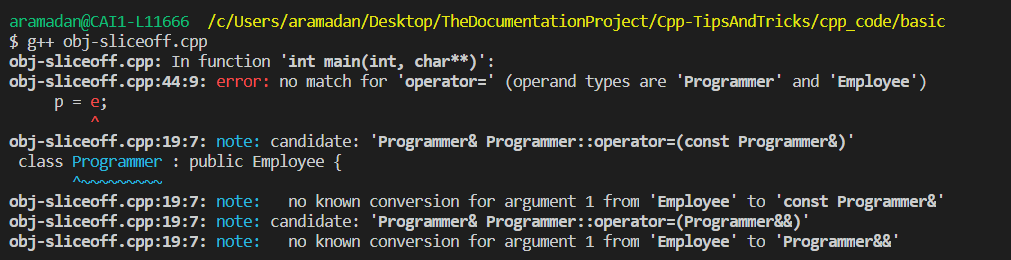 aramadan@CAI1-L11666 /c/Users/aramadan/Desktop/TheDocumentationProject/Cpp-TipsAndTricks/cpp_code/basic
$ g++ obj-sliceoff.cpp
obj-sliceoff.cpp: In function 'int main(int, char**)':
obj-sliceoff.cpp:44:9: error: no match for 'operator=' (operand types are 'Programmer' and 'Employee')
     p = e;
         ^
obj-sliceoff.cpp:19:7: note: candidate: 'Programmer& Programmer::operator=(const Programmer&)'
 class Programmer : public Employee {
       ^~~~~~~~~~
obj-sliceoff.cpp:19:7: note:   no known conversion for argument 1 from 'Employee' to 'const Programmer&'
obj-sliceoff.cpp:19:7: note: candidate: 'Programmer& Programmer::operator=(Programmer&&)'
obj-sliceoff.cpp:19:7: note:   no known conversion for argument 1 from 'Employee' to 'Programmer&&'